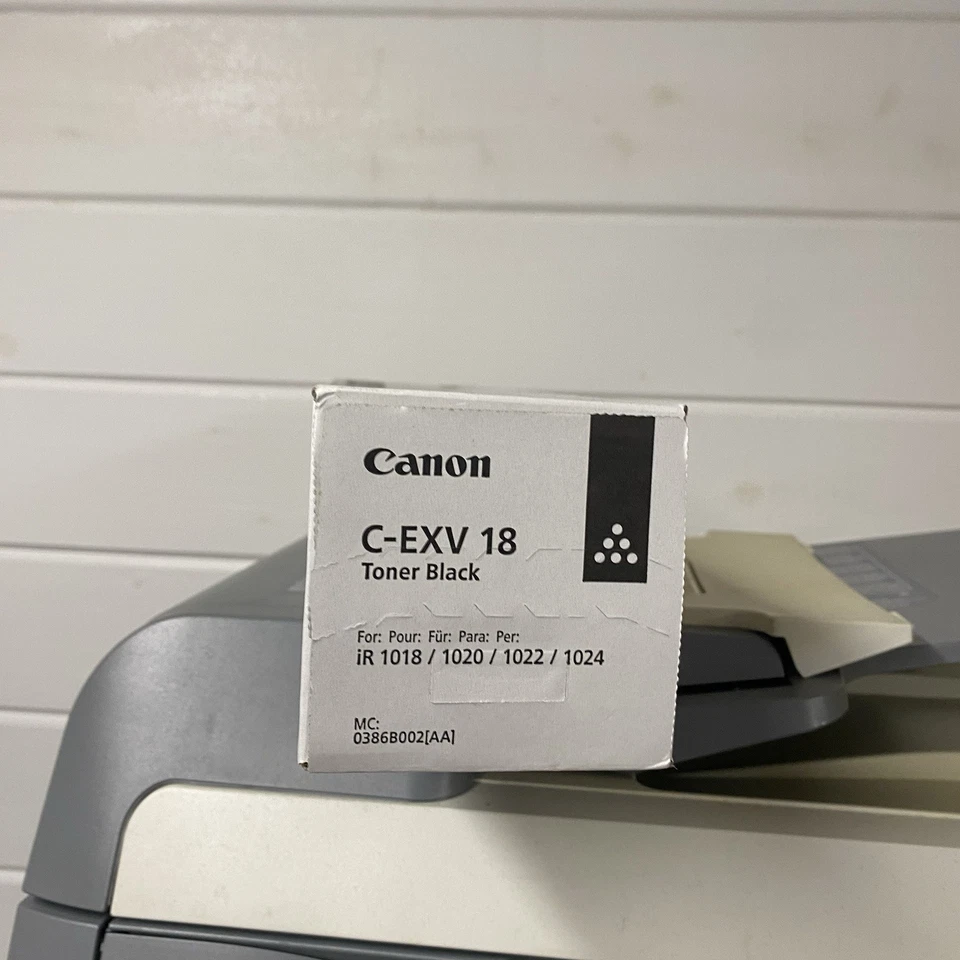 Canon
C-EXV 18
Toner Black
For: Pour: Für: Para: Per:
iR 1018 / 1020 / 1022 / 1024
MC:
0386B002[AA]